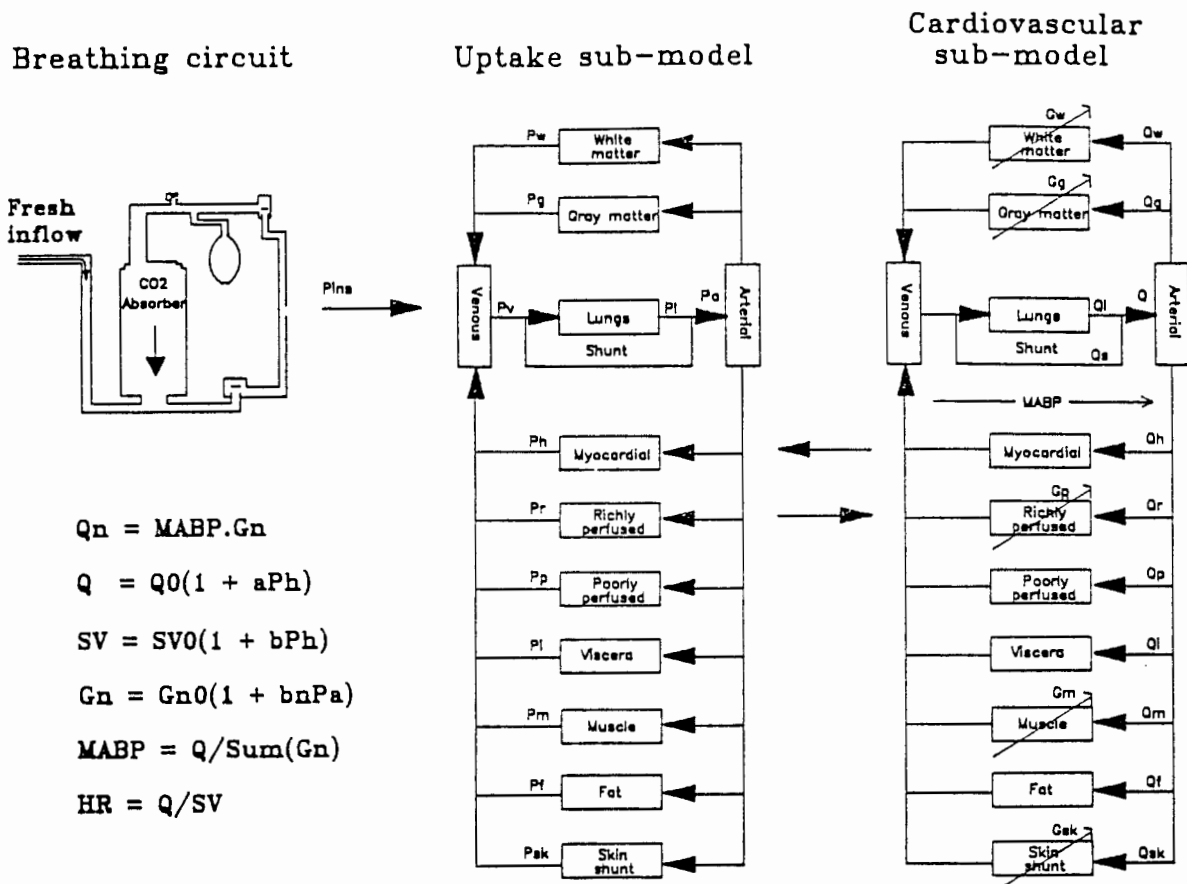 Breathing circuit
Fresh
inflow
CO2
Absorber
PIns
Qn = MABP.Gn
Q = Q0(1 + aPh)
SV = SV0(1 + bPh)
Gn = Gn0(1 + bnPa)
MABP = Q/Sum(Gn)
HR = Q/SV
Uptake sub-model
Pw
White
matter
Pg
Gray matter
Venous
Pv
Lungs
Pl
Pa
Arterial
Shunt
Ph
Myocardial
Pr
Richly
perfused
Pp
Poorly
perfused
Pi
Viscera
Pm
Muscle
Pf
Fat
Psk
Skin
shunt
Cardiovascular
sub-model
Gw
White
matter
Qw
Gg
Gray matter
Qg
Venous
Lungs
Ql
Q
Arterial
Shunt
Qs
MABP
Myocardial
Qh
Gp
Richly
perfused
Qr
Poorly
perfused
Qp
Viscera
Qi
Gm
Muscle
Qm
Fat
Qf
Gsk
Skin
shunt
Qsk